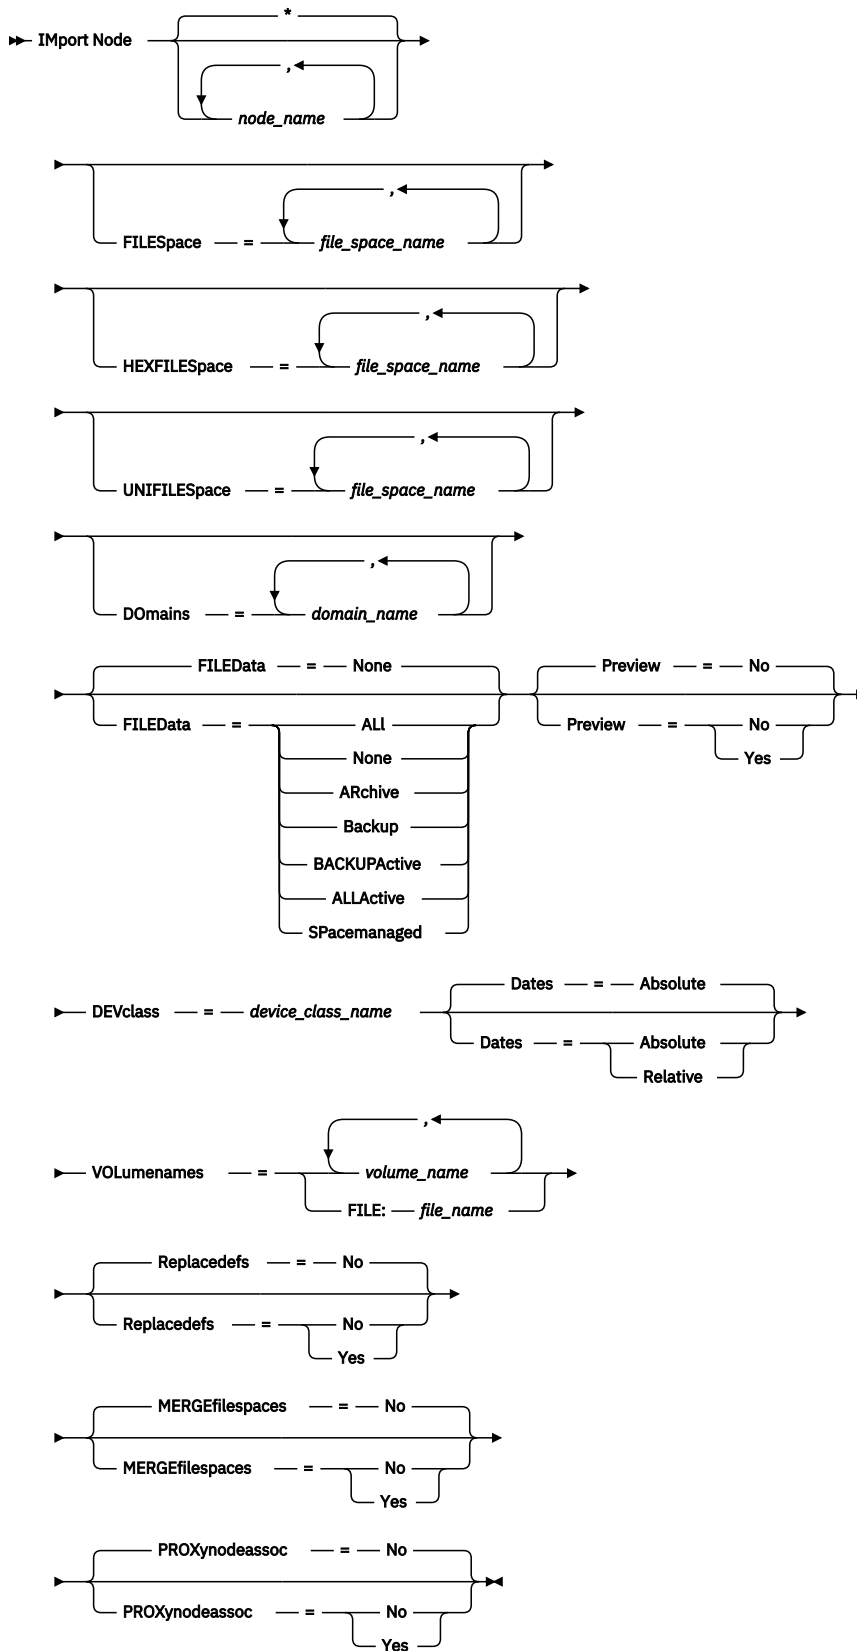 *
IMport Node
,
node_name
,
FILESpace = file_space_name
,
HEXFILESpace = file_space_name
,
UNIFILESpace = file_space_name
,
DOmains = domain_name
FILEData = None Preview = No
FILEData = ALl Preview = No
None Yes
ARchive
Backup
BACKUPActive
ALLActive
SPacemanaged
Dates = Absolute
DEVclass = device_class_name
Dates = Absolute
Relative
,
VOLumenames = volume_name
FILE: file_name
Replacedefs = No
Replacedefs = No
Yes
MERGEfilespaces = No
MERGEfilespaces = No
Yes
PROXynodeassoc = No
PROXynodeassoc = No
Yes